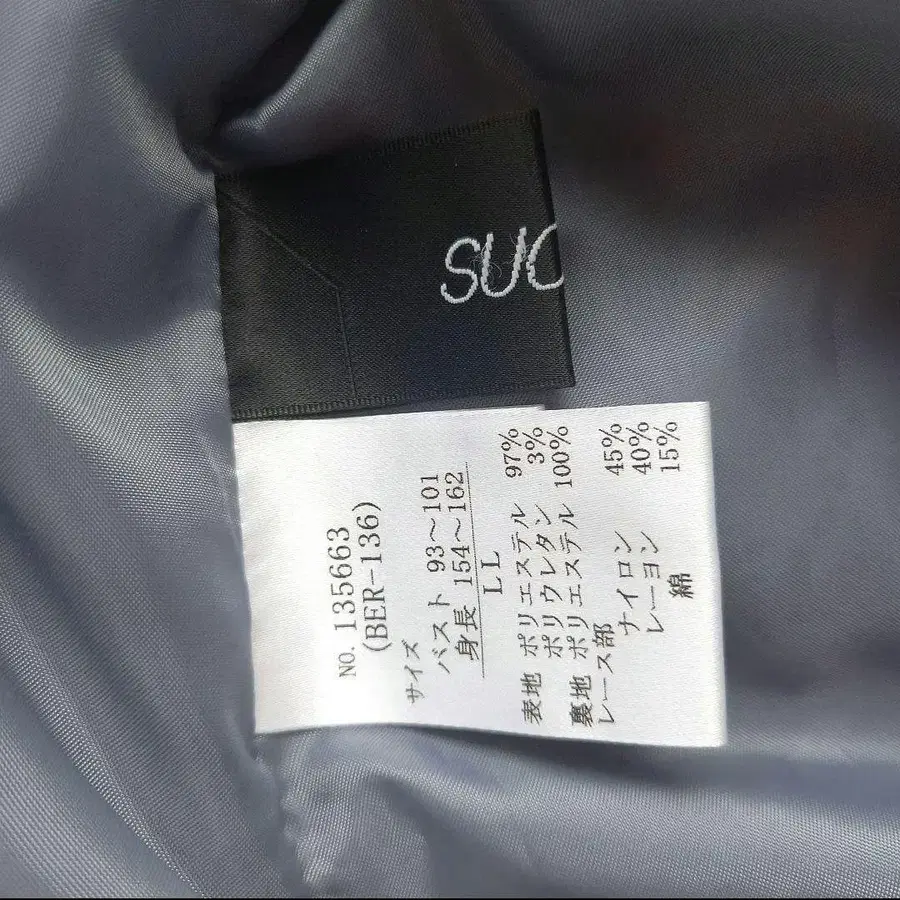 SUC
NO. 135663
(BER-136)
サイズ
バスト 93〜101
身長 154〜162
LL
表地 ポリエステル 97%
ポリウレタン 3%
裏地 ポリエステル 100%
レース部
ナイロン 45%
レーヨン 40%
綿 15%